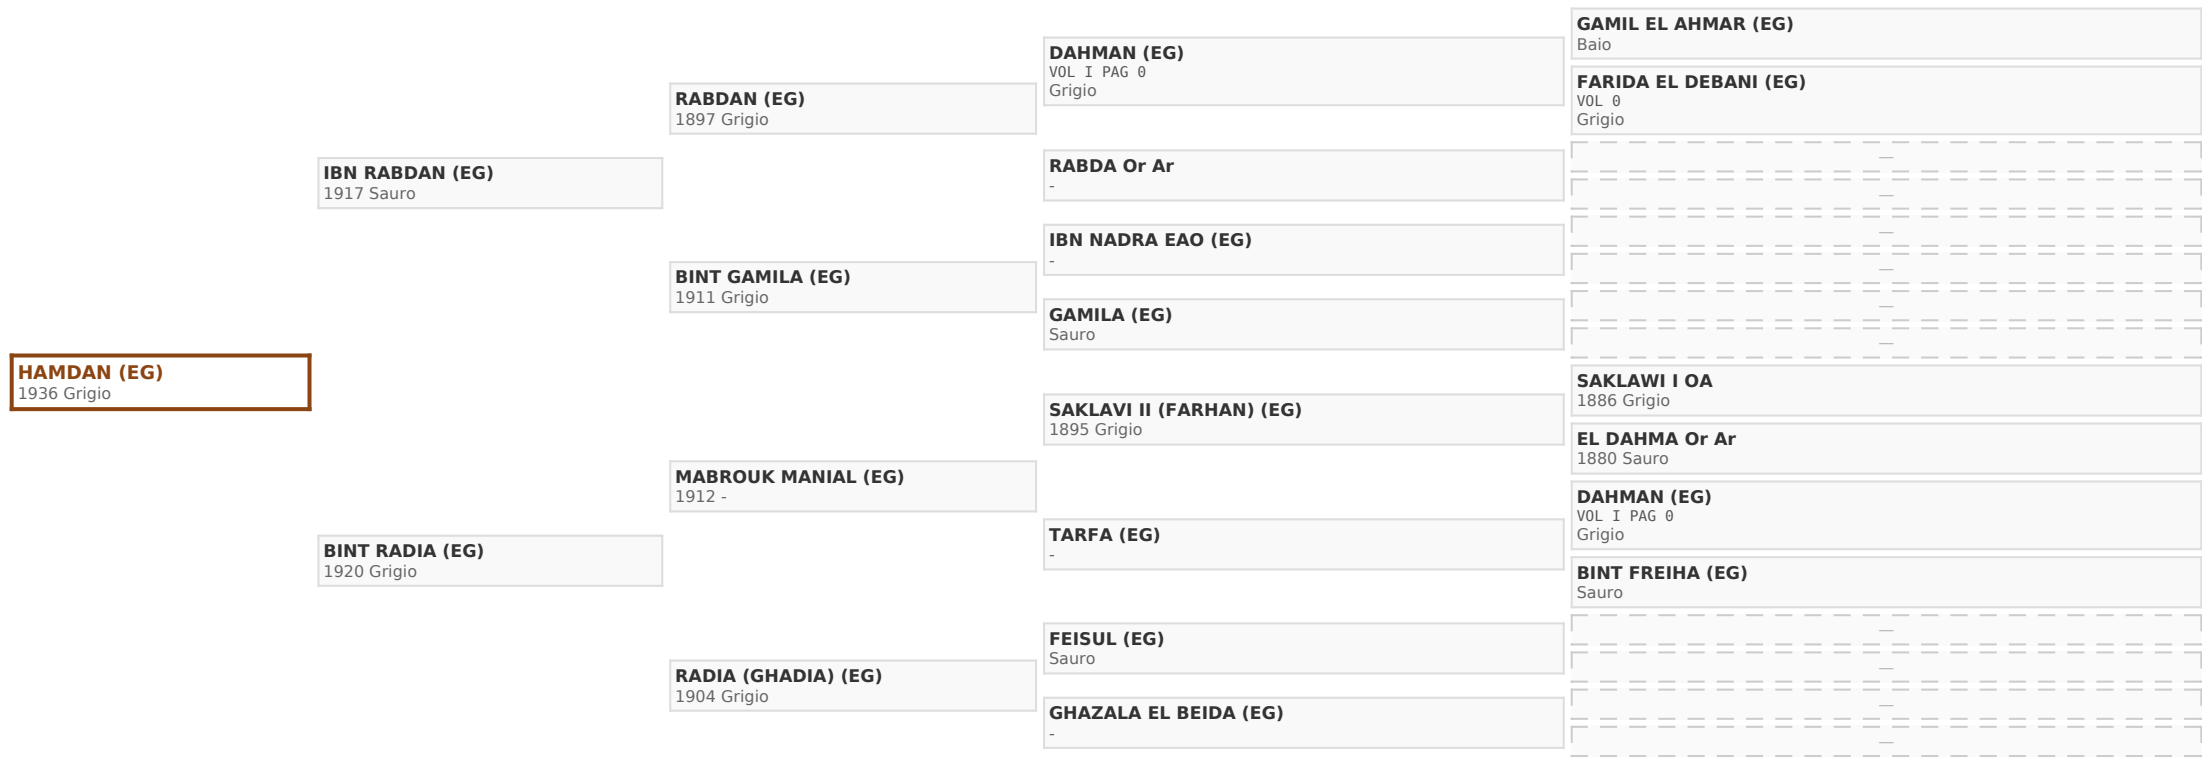 HAMDAN (EG)
1936 Grigio
IBN RABDAN (EG)
1917 Sauro
BINT RADIA (EG)
1920 Grigio
RABDAN (EG)
1897 Grigio
BINT GAMILA (EG)
1911 Grigio
MABROUK MANIAL (EG)
1912 -
RADIA (GHADIA) (EG)
1904 Grigio
DAHMAN (EG)
VOL I PAG 0
Grigio
RABDA Or Ar
-
IBN NADRA EAO (EG)
-
GAMILA (EG)
Sauro
SAKLAVI II (FARHAN) (EG)
1895 Grigio
TARFA (EG)
-
FEISUL (EG)
Sauro
GHAZALA EL BEIDA (EG)
-
GAMIL EL AHMAR (EG)
Baio
FARIDA EL DEBANI (EG)
VOL 0
Grigio
—
—
—
—
—
—
SAKLAWI I OA
1886 Grigio
EL DAHMA Or Ar
1880 Sauro
DAHMAN (EG)
VOL I PAG 0
Grigio
BINT FREIHA (EG)
Sauro
—
—
—
—